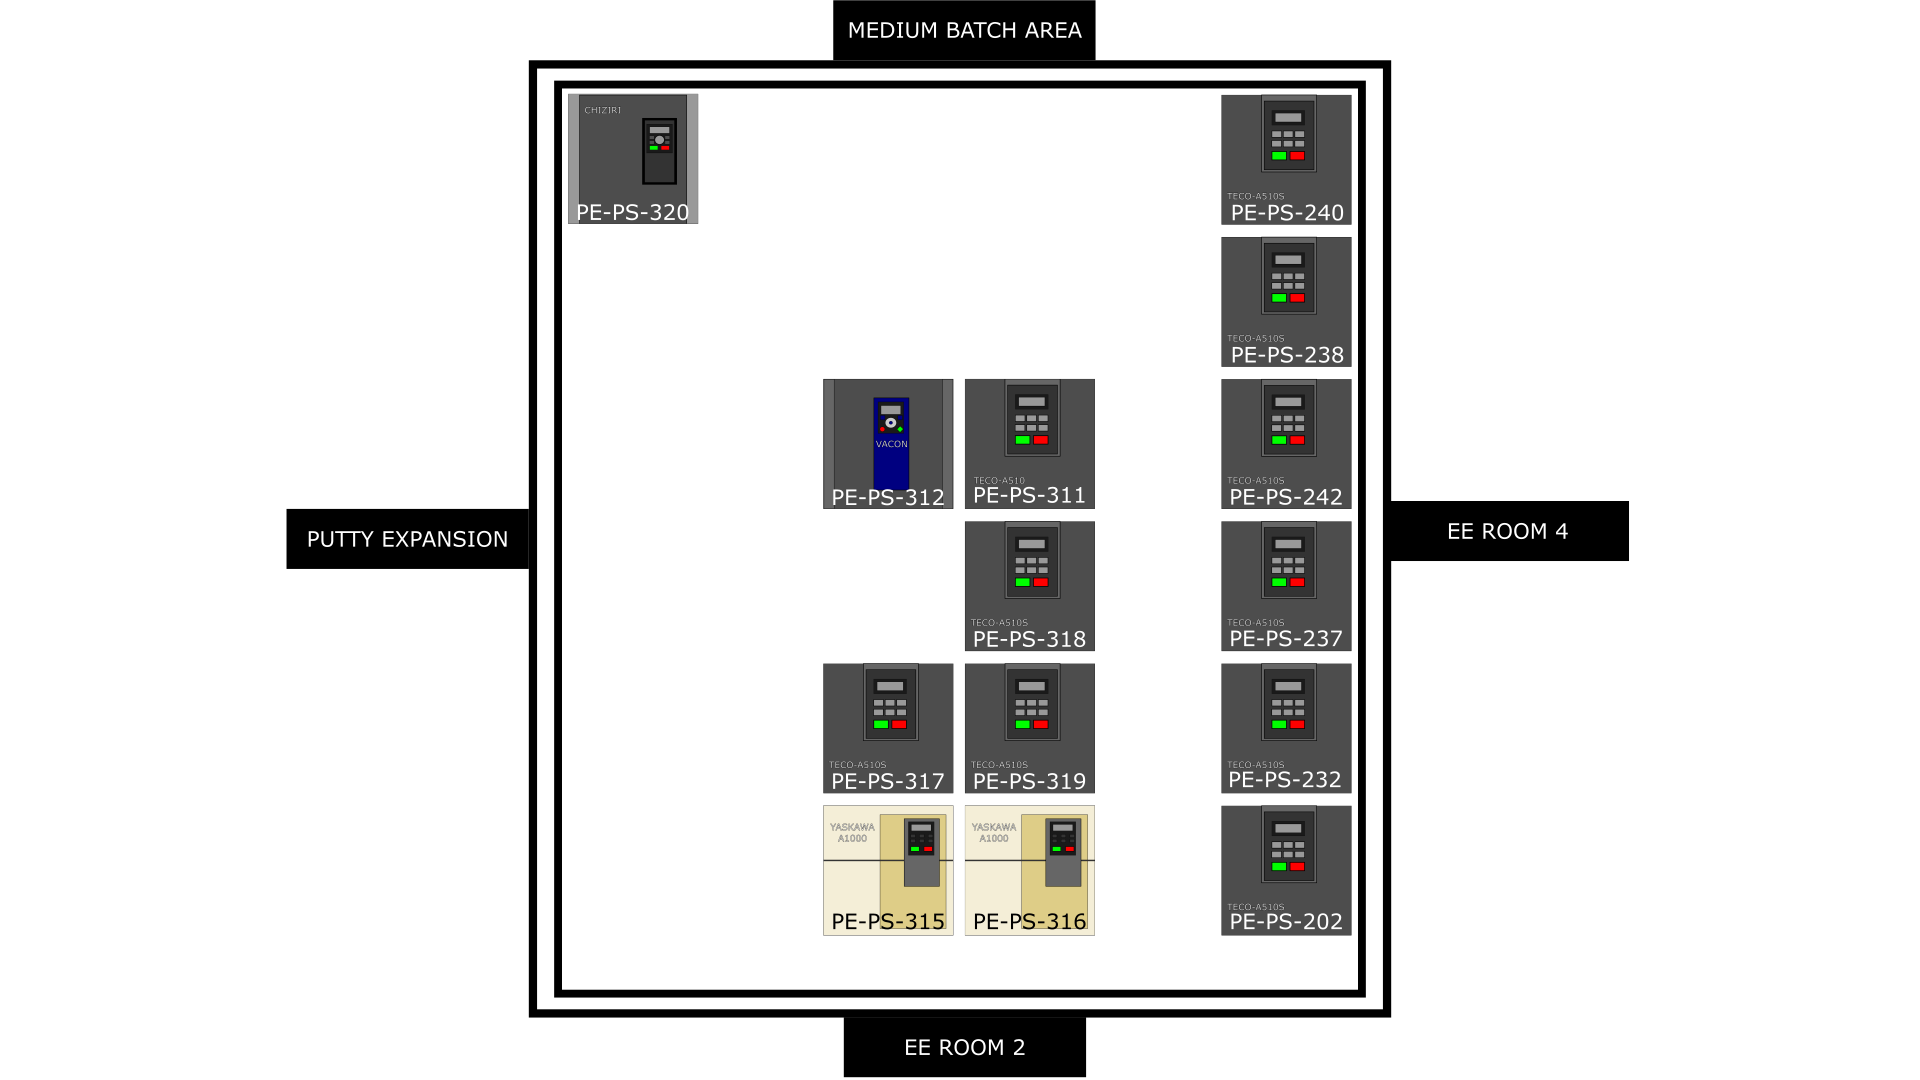 MEDIUM BATCH AREA
CHIZIRI
PE-PS-320
TECO-A510S
PE-PS-240
TECO-A510S
PE-PS-238
VACON
PE-PS-312
TECO-A510
PE-PS-311
TECO-A510S
PE-PS-242
PUTTY EXPANSION
EE ROOM 4
TECO-A510S
PE-PS-318
TECO-A510S
PE-PS-237
TECO-A510S
PE-PS-317
TECO-A510S
PE-PS-319
TECO-A510S
PE-PS-232
YASKAWA
A1000
PE-PS-315
YASKAWA
A1000
PE-PS-316
TECO-A510S
PE-PS-202
EE ROOM 2